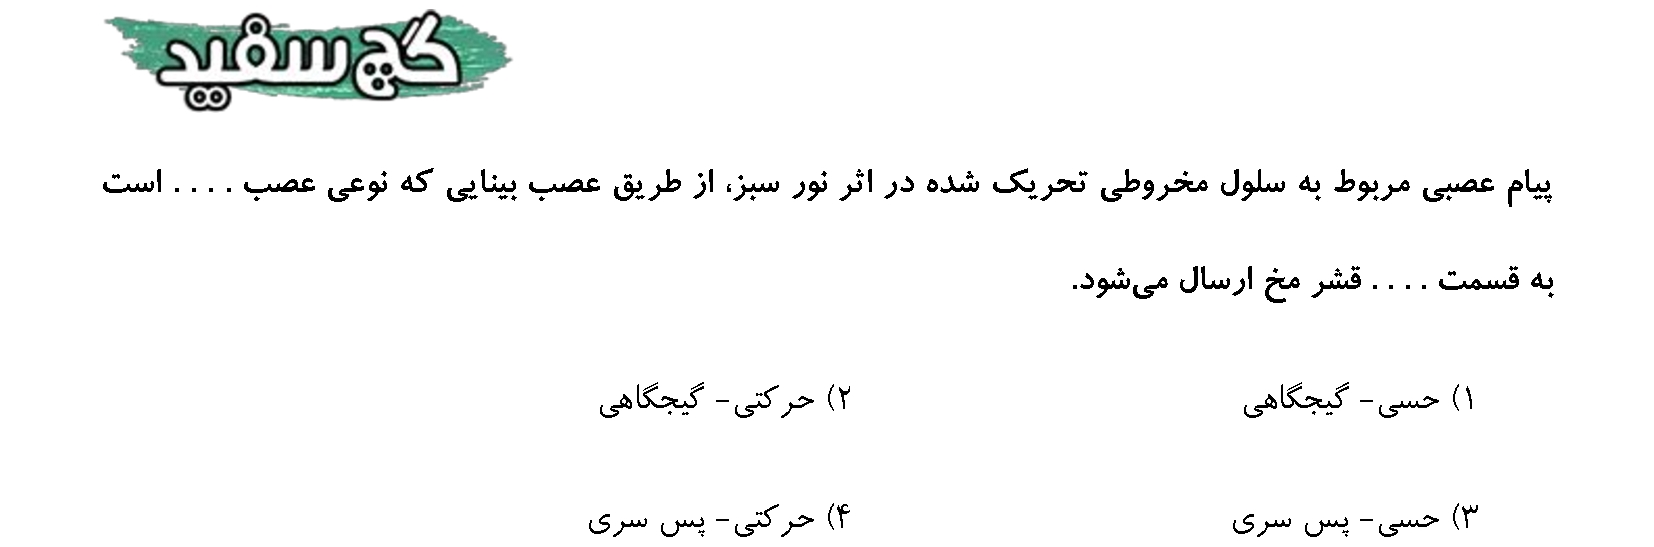 گچ سفید
پیام عصبی مربوط به سلول مخروطی تحریک شده در اثر نور سبز، از طریق عصب بینایی که نوعی عصب . . . . است
به قسمت . . . . قشر مخ ارسال می‌شود.
۱) حسی- گیجگاهی ۲) حرکتی- گیجگاهی
۳) حسی- پس سری ۴) حرکتی- پس سری